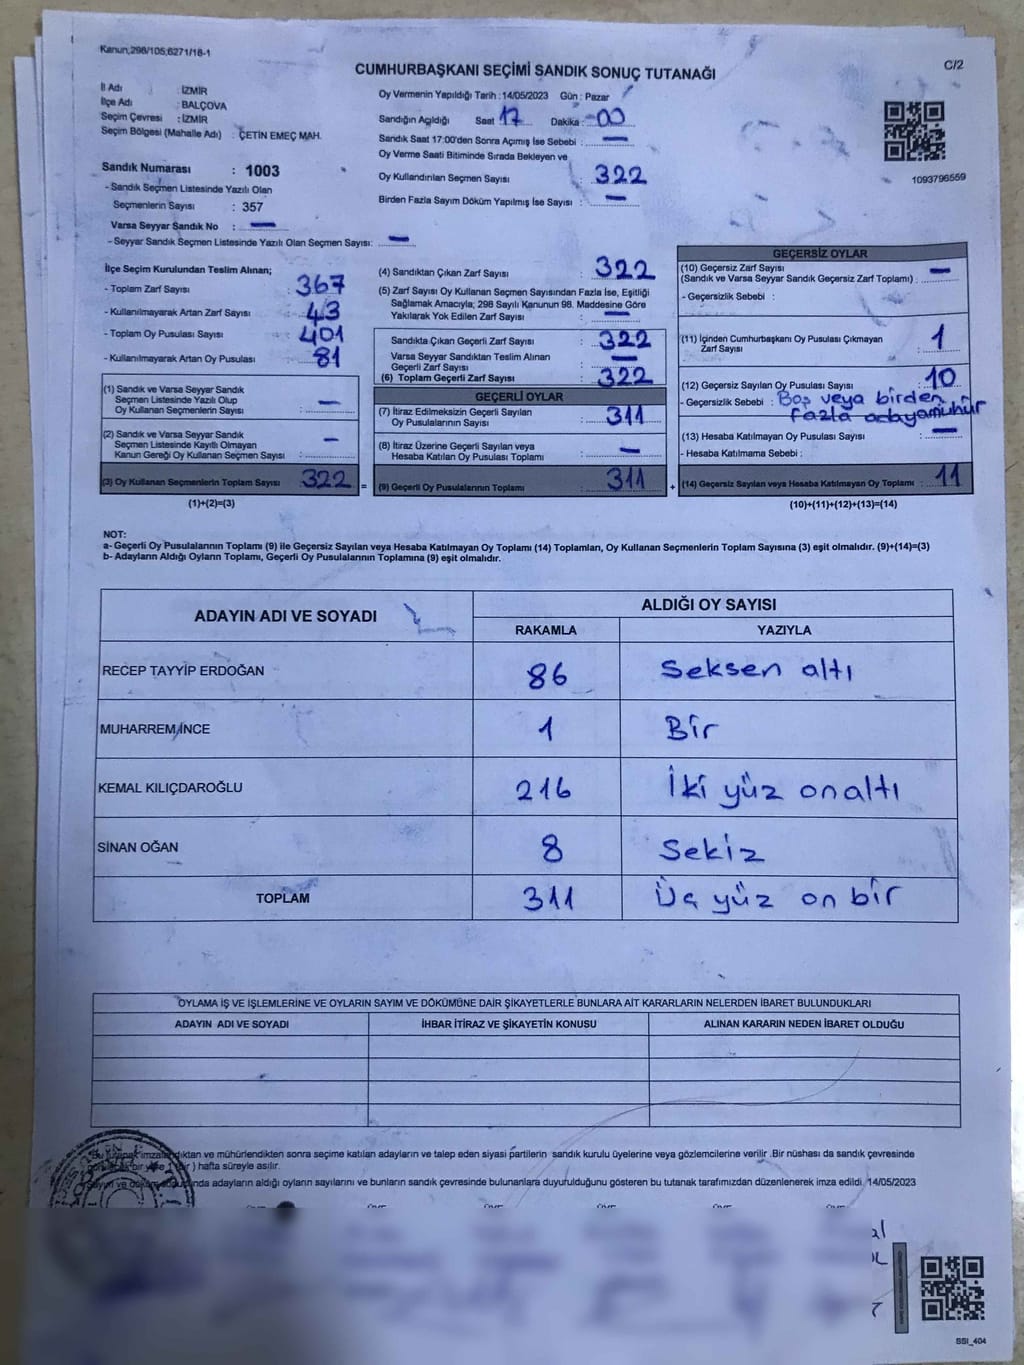 Kanun;298/105;6271/18-1
C/2
CUMHURBAŞKANI SEÇİMİ SANDIK SONUÇ TUTANAĞI
İl Adı : İZMİR
İlçe Adı : BALÇOVA
Seçim Çevresi : İZMİR
Seçim Bölgesi (Mahalle Adı) : ÇETİN EMEÇ MAH.
Sandık Numarası : 1003
- Sandık Seçmen Listesinde Yazılı Olan
Seçmenlerin Sayısı : 357
Varsa Seyyar Sandık No : —
- Seyyar Sandık Seçmen Listesinde Yazılı Olan Seçmen Sayısı: —
Oy Vermenin Yapıldığı Tarih : 14/05/2023 Gün : Pazar
Sandığın Açıldığı Saat : 17 Dakika : 00
Sandık Saat 17:00'den Sonra Açımış İse Sebebi : —
Oy Verme Saati Bitiminde Sırada Bekleyen ve
Oy Kullandırılan Seçmen Sayısı : 322
Birden Fazla Sayım Döküm Yapılmış İse Sayısı : —
1093796559
İlçe Seçim Kurulundan Teslim Alınan;
- Toplam Zarf Sayısı : 367
- Kullanılmayarak Artan Zarf Sayısı : 43
- Toplam Oy Pusulası Sayısı : 401
- Kullanılmayarak Artan Oy Pusulası : 81
(1) Sandık ve Varsa Seyyar Sandık
Seçmen Listesinde Yazılı Olup
Oy Kullanan Seçmenlerin Sayısı : —
(2) Sandık ve Varsa Seyyar Sandık
Seçmen Listesinde Kayıtlı Olmayan
Kanun Gereği Oy Kullanan Seçmen Sayısı : —
(3) Oy Kullanan Seçmenlerin Toplam Sayısı : 322
(1)+(2)=(3)
(4) Sandıktan Çıkan Zarf Sayısı : 322
(5) Zarf Sayısı Oy Kullanan Seçmen Sayısından Fazla İse, Eşitliği
Sağlamak Amacıyla; 298 Sayılı Kanunun 98. Maddesine Göre
Yakılarak Yok Edilen Zarf Sayısı : —
Sandıkta Çıkan Geçerli Zarf Sayısı : 322
Varsa Seyyar Sandıktan Teslim Alınan
Geçerli Zarf Sayısı : —
(6) Toplam Geçerli Zarf Sayısı : 322
GEÇERLİ OYLAR
(7) İtiraz Edilmeksizin Geçerli Sayılan
Oy Pusulalarının Sayısı : 311
(8) İtiraz Üzerine Geçerli Sayılan veya
Hesaba Katılan Oy Pusulası Toplamı : —
= (9) Geçerli Oy Pusulalarının Toplamı : 311
GEÇERSİZ OYLAR
(10) Geçersiz Zarf Sayısı
(Sandık ve Varsa Seyyar Sandık Geçersiz Zarf Toplamı) : —
- Geçersizlik Sebebi :
(11) İçinden Cumhurbaşkanı Oy Pusulası Çıkmayan
Zarf Sayısı : 1
(12) Geçersiz Sayılan Oy Pusulası Sayısı : 10
- Geçersizlik Sebebi : Boş veya birden
fazla adaya mühür
(13) Hesaba Katılmayan Oy Pusulası Sayısı : —
- Hesaba Katılmama Sebebi :
+ (14) Geçersiz Sayılan veya Hesaba Katılmayan Oy Toplamı : 11
(10)+(11)+(12)+(13)=(14)
NOT:
a- Geçerli Oy Pusulalarının Toplamı (9) ile Geçersiz Sayılan veya Hesaba Katılmayan Oy Toplamı (14) Toplamları, Oy Kullanan Seçmenlerin Toplam Sayısına (3) eşit olmalıdır. (9)+(14)=(3)
b- Adayların Aldığı Oyların Toplamı, Geçerli Oy Pusulalarının Toplamına (9) eşit olmalıdır.
ADAYIN ADI VE SOYADI
ALDIĞI OY SAYISI
RAKAMLA YAZIYLA
RECEP TAYYİP ERDOĞAN 86 Seksen altı
MUHARREM İNCE 1 Bir
KEMAL KILIÇDAROĞLU 216 İki yüz onaltı
SİNAN OĞAN 8 Sekiz
TOPLAM 311 Üç yüz on bir
OYLAMA İŞ VE İŞLEMLERİNE VE OYLARIN SAYIM VE DÖKÜMÜNE DAİR ŞİKAYETLERLE BUNLARA AİT KARARLARIN NELERDEN İBARET BULUNDUKLARI
ADAYIN ADI VE SOYADI İHBAR İTİRAZ VE ŞİKAYETİN KONUSU ALINAN KARARIN NEDEN İBARET OLDUĞU
Bu tutanak imzalandıktan ve mühürlendikten sonra seçime katılan adayların ve talep eden siyasi partilerin sandık kurulu üyelerine veya gözlemcilerine verilir .Bir nüshası da sandık çevresinde
bir yere 1 (bir ) hafta süreyle asılır.
Sayım ve döküm adayların aldığı oyların sayılarını ve bunların sandık çevresinde bulunanlara duyufulduğunu gösteren bu tutanak tarafımızdan düzenlenerek imza edildi. 14/05/2023
SSİ_404